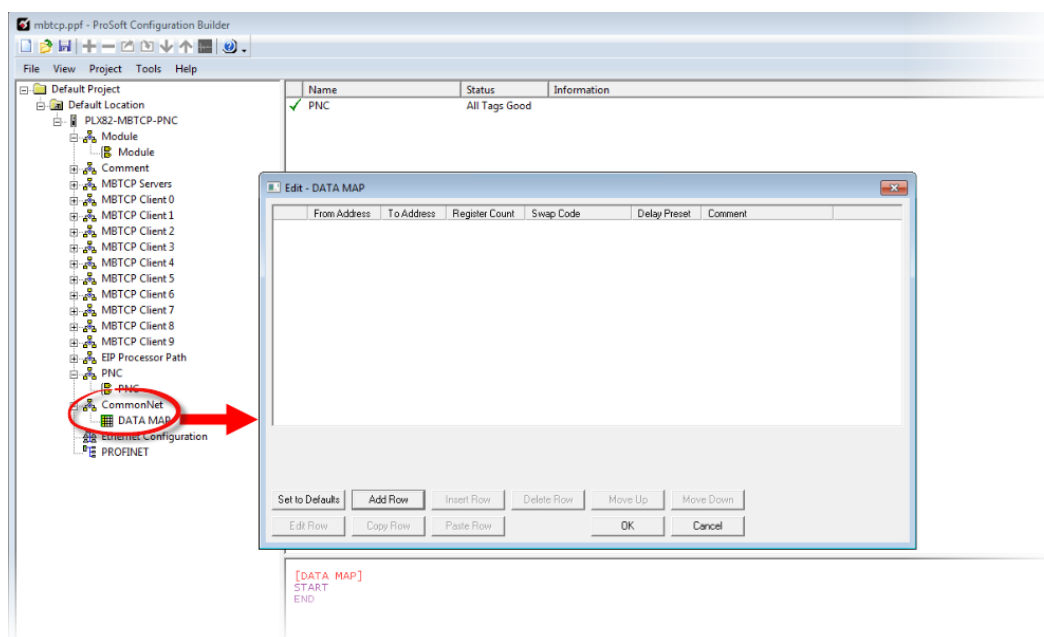 mbtcp.ppf - ProSoft Configuration Builder
File View Project Tools Help
Default Project
Default Location
PLX82-MBTCP-PNC
Module
Module
Comment
MBTCP Servers
MBTCP Client 0
MBTCP Client 1
MBTCP Client 2
MBTCP Client 3
MBTCP Client 4
MBTCP Client 5
MBTCP Client 6
MBTCP Client 7
MBTCP Client 8
MBTCP Client 9
EIP Processor Path
PNC
PNC
CommonNet
DATA MAP
Ethernet Configuration
PROFINET
Name Status Information
PNC All Tags Good
Edit - DATA MAP
From Address To Address Register Count Swap Code Delay Preset Comment
Set to Defaults Add Row Insert Row Delete Row Move Up Move Down
Edit Row Copy Row Paste Row OK Cancel
[DATA MAP]
START
END